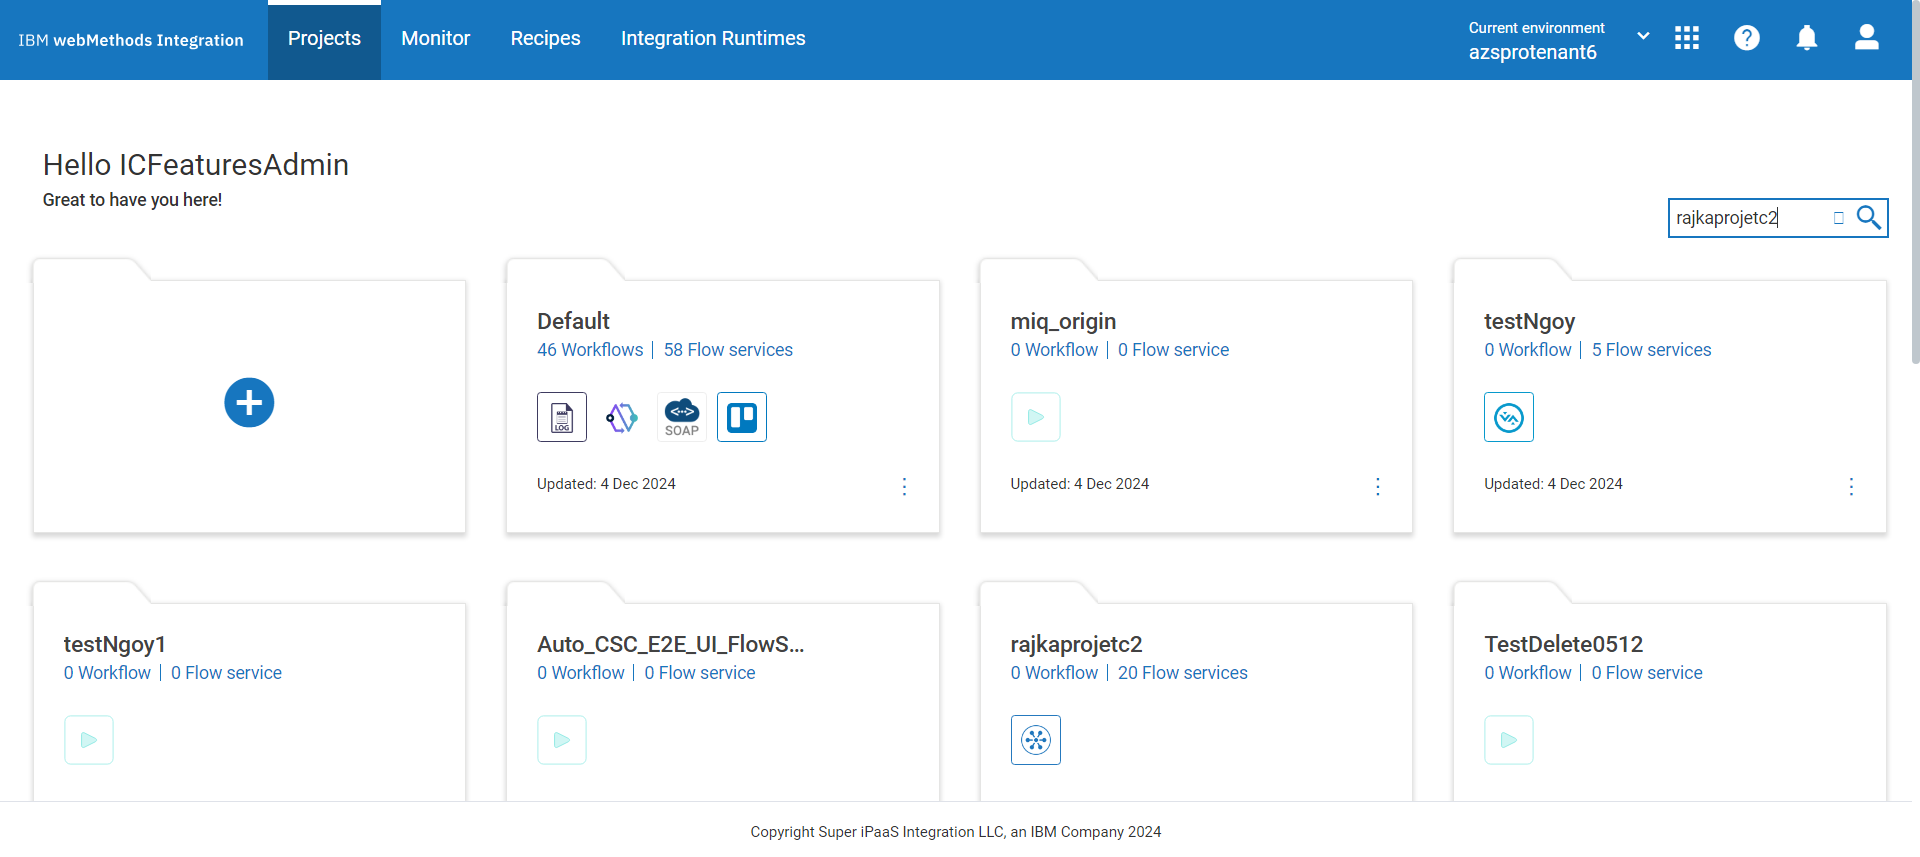 IBM webMethods Integration
Projects
Monitor
Recipes
Integration Runtimes
Current environment
azsprotenant6
Hello ICFeaturesAdmin
Great to have you here!
rajkaprojetc2
Default
46 Workflows | 58 Flow services
LOG
SOAP
Updated: 4 Dec 2024
miq_origin
0 Workflow | 0 Flow service
Updated: 4 Dec 2024
testNgoy
0 Workflow | 5 Flow services
Updated: 4 Dec 2024
testNgoy1
0 Workflow | 0 Flow service
Auto_CSC_E2E_UI_FlowS...
0 Workflow | 0 Flow service
rajkaprojetc2
0 Workflow | 20 Flow services
TestDelete0512
0 Workflow | 0 Flow service
Copyright Super iPaaS Integration LLC, an IBM Company 2024